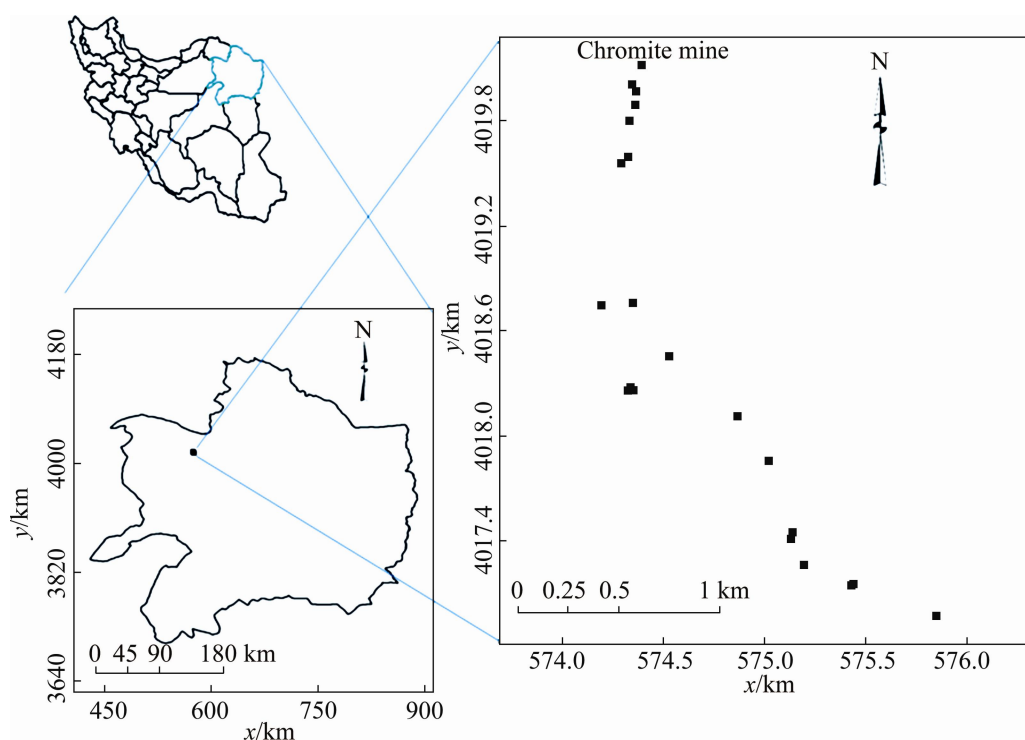 Chromite mine
N
4019.8
4019.2
4018.6
4018.0
4017.4
y/km
0 0.25 0.5 1 km
574.0 574.5 575.0 575.5 576.0
x/km
N
4180
4000
3820
3640
y/km
0 45 90 180 km
450 600 750 900
x/km